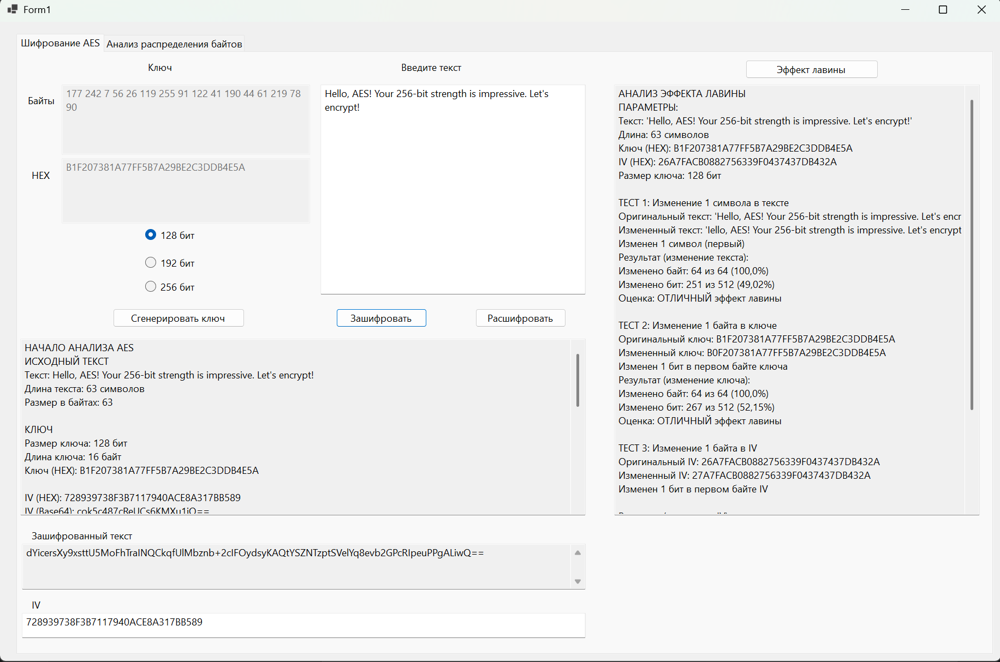 Form1
Шифрование AES
Анализ распределения байтов
Ключ
Байты
177 242 7 56 26 119 255 91 122 41 190 44 61 219 78
90
HEX
B1F207381A77FF5B7A29BE2C3DDB4E5A
128 бит
192 бит
256 бит
Сгенерировать ключ
Введите текст
Hello, AES! Your 256-bit strength is impressive. Let's
encrypt!
Зашифровать
Расшифровать
НАЧАЛО АНАЛИЗА AES
ИСХОДНЫЙ ТЕКСТ
Текст: Hello, AES! Your 256-bit strength is impressive. Let's encrypt!
Длина текста: 63 символов
Размер в байтах: 63
КЛЮЧ
Размер ключа: 128 бит
Длина ключа: 16 байт
Ключ (HEX): B1F207381A77FF5B7A29BE2C3DDB4E5A
IV (HEX): 728939738F3B7117940ACE8A317BB589
IV (Base64): cok5c487cReUCs6KMXu1iQ==
Зашифрованный текст
dYicersXy9xsttU5MoFhTraINQCkqfUlMbznb+2cIFOydsyKAQtYSZNTzptSVelYq8evb2GPcRIpeuPPgALiwQ==
IV
728939738F3B7117940ACE8A317BB589
Эффект лавины
АНАЛИЗ ЭФФЕКТА ЛАВИНЫ
ПАРАМЕТРЫ:
Текст: 'Hello, AES! Your 256-bit strength is impressive. Let's encrypt!'
Длина: 63 символов
Ключ (HEX): B1F207381A77FF5B7A29BE2C3DDB4E5A
IV (HEX): 26A7FACB0882756339F0437437DB432A
Размер ключа: 128 бит
ТЕСТ 1: Изменение 1 символа в тексте
Оригинальный текст: 'Hello, AES! Your 256-bit strength is impressive. Let's encr
Измененный текст: 'Iello, AES! Your 256-bit strength is impressive. Let's encrypt
Изменен 1 символ (первый)
Результат (изменение текста):
Изменено байт: 64 из 64 (100,0%)
Изменено бит: 251 из 512 (49,02%)
Оценка: ОТЛИЧНЫЙ эффект лавины
ТЕСТ 2: Изменение 1 байта в ключе
Оригинальный ключ: B1F207381A77FF5B7A29BE2C3DDB4E5A
Измененный ключ: B0F207381A77FF5B7A29BE2C3DDB4E5A
Изменен 1 бит в первом байте ключа
Результат (изменение ключа):
Изменено байт: 64 из 64 (100,0%)
Изменено бит: 267 из 512 (52,15%)
Оценка: ОТЛИЧНЫЙ эффект лавины
ТЕСТ 3: Изменение 1 байта в IV
Оригинальный IV: 26A7FACB0882756339F0437437DB432A
Измененный IV: 27A7FACB0882756339F0437437DB432A
Изменен 1 бит в первом байте IV